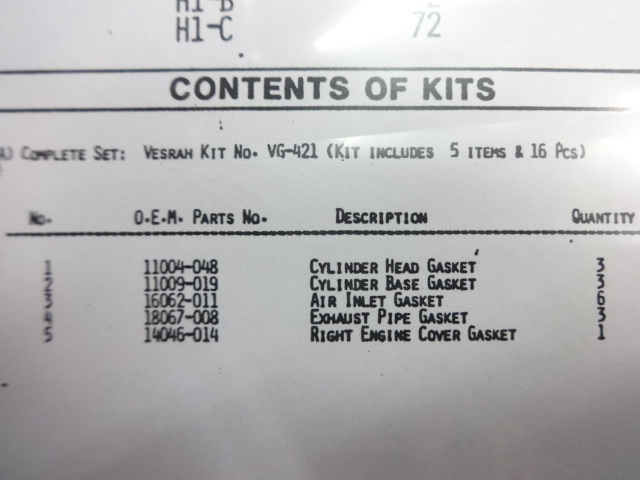 H1-B
H1-C 72
CONTENTS OF KITS
A) COMPLETE SET: VESRAH KIT NO. VG-421 (KIT INCLUDES 5 ITEMS & 16 PCS)
No. O.E.M. PARTS NO. DESCRIPTION QUANTITY
1 11004-048 CYLINDER HEAD GASKET 3
2 11009-019 CYLINDER BASE GASKET 3
3 16062-011 AIR INLET GASKET 6
4 18067-008 EXHAUST PIPE GASKET 3
5 14046-014 RIGHT ENGINE COVER GASKET 1